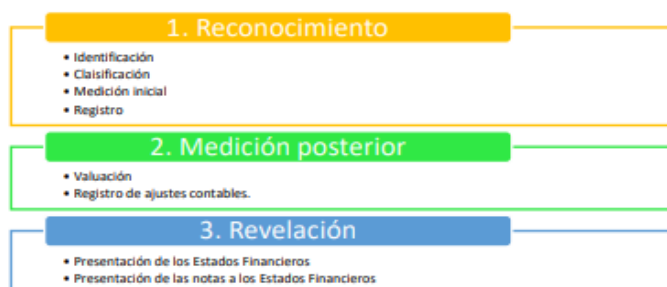 1. Reconocimiento
• Identificación
• Claisificación
• Medición inicial
• Registro
2. Medición posterior
• Valuación
• Registro de ajustes contables.
3. Revelación
• Presentación de los Estados Financieros
• Presentación de las notas a los Estados Financieros